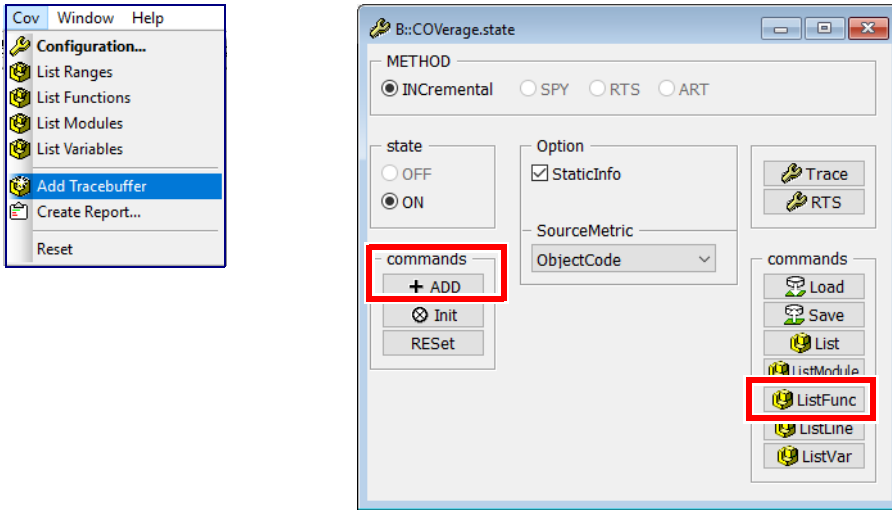 Cov Window Help
Configuration...
List Ranges
List Functions
List Modules
List Variables
Add Tracebuffer
Create Report...
Reset
B::COVerage.state
METHOD
INCremental SPY RTS ART
state
OFF
ON
Option
StaticInfo
SourceMetric
ObjectCode
Trace
RTS
commands
+ ADD
Init
RESet
commands
Load
Save
List
ListModule
ListFunc
ListLine
ListVar